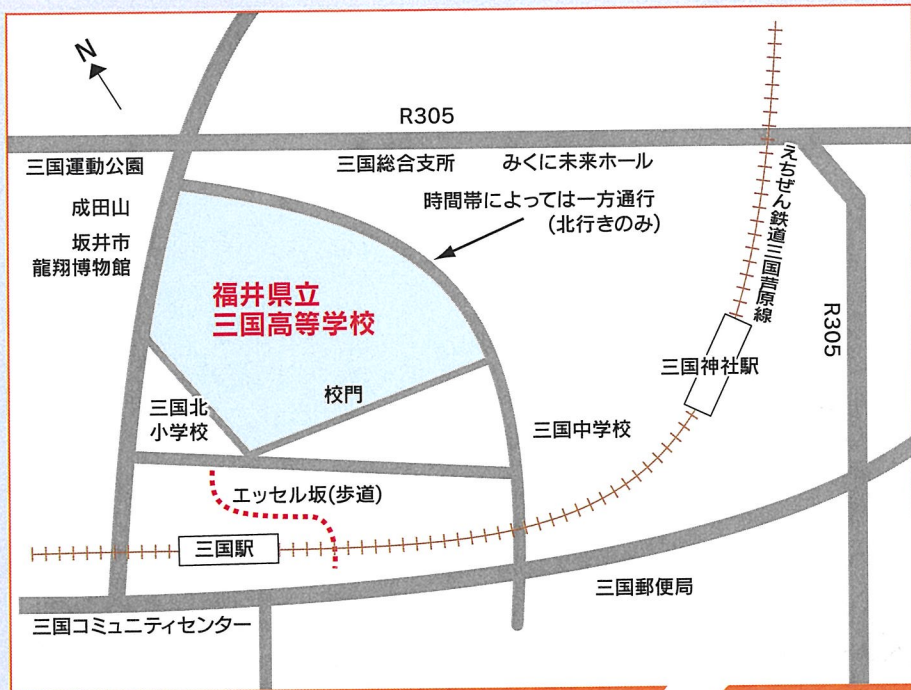 N
R305
三国運動公園
三国総合支所
みくに未来ホール
成田山
時間帯によっては一方通行
(北行きのみ)
坂井市
龍翔博物館
えちぜん鉄道三国芦原線
福井県立
三国高等学校
R305
三国神社駅
校門
三国北
小学校
三国中学校
エッセル坂(歩道)
三国駅
三国郵便局
三国コミュニティセンター